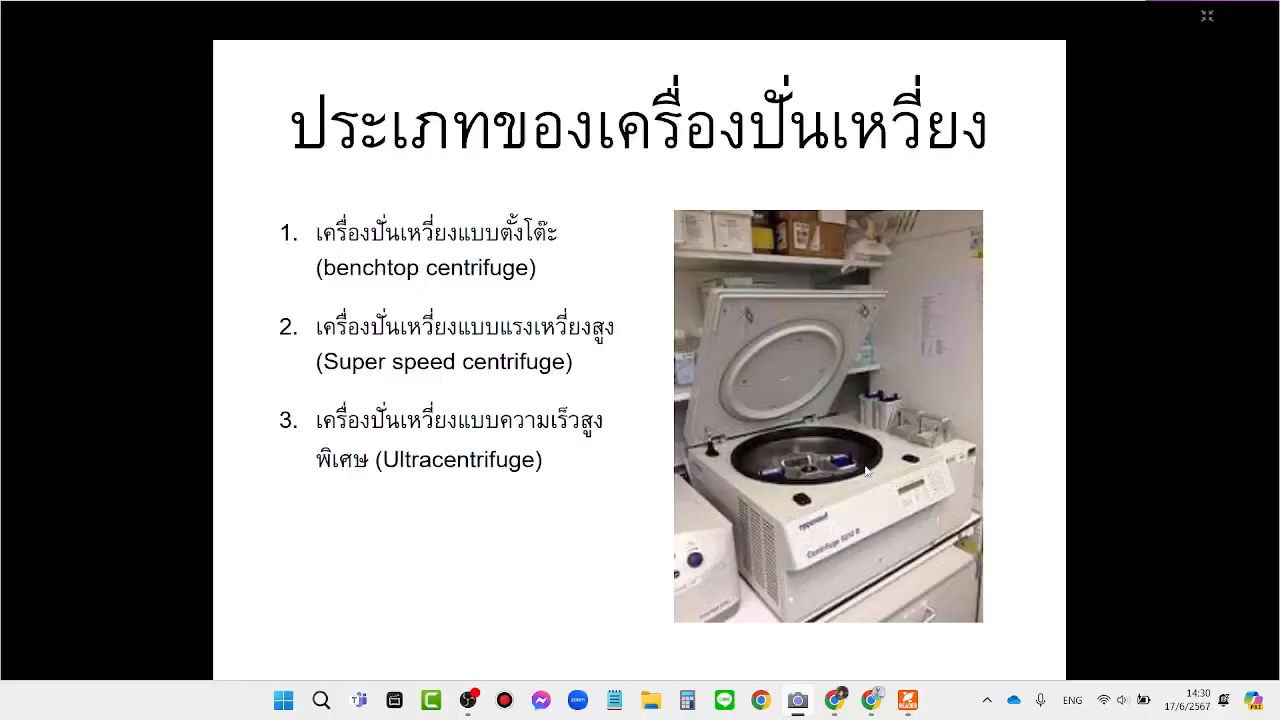 ประเภทของเครื่องปั่นเหวี่ยง
1. เครื่องปั่นเหวี่ยงแบบตั้งโต๊ะ
(benchtop centrifuge)
2. เครื่องปั่นเหวี่ยงแบบแรงเหวี่ยงสูง
(Super speed centrifuge)
3. เครื่องปั่นเหวี่ยงแบบความเร็วสูง
พิเศษ (Ultracentrifuge)
eppendorf
Centrifuge 5810 R
ENG
14:30
17/6/2567